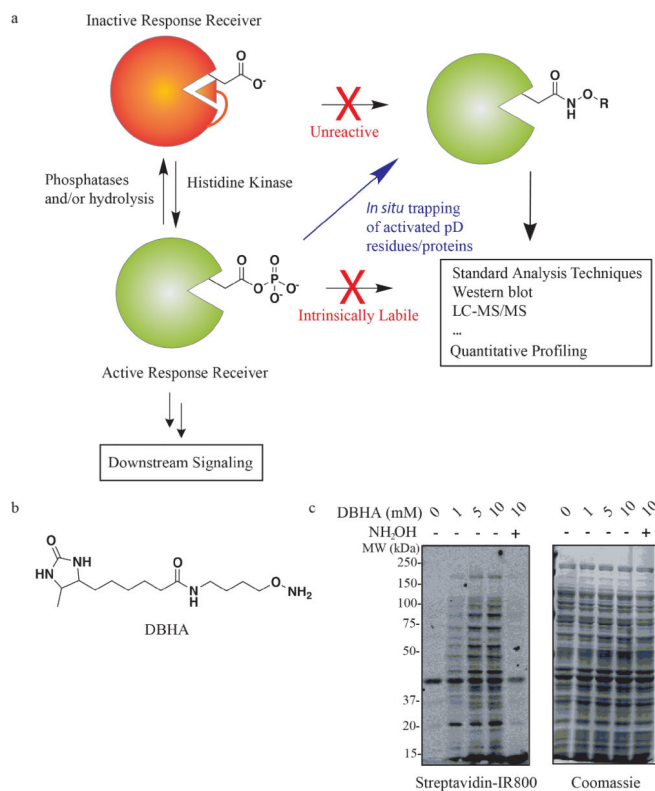 a
Inactive Response Receiver
O
O-
Unreactive
O
N
H
O
R
Phosphatases
and/or hydrolysis
Histidine Kinase
In situ trapping
of activated pD
residues/proteins
O
O
P
O
O-
O-
Intrinsically Labile
Standard Analysis Techniques
Western blot
LC-MS/MS
...
Quantitative Profiling
Active Response Receiver
Downstream Signaling
b
O
HN
NH
O
N
H
O
NH2
DBHA
c
DBHA (mM) 0 1 5 10 10 0 1 5 10 10
NH2OH - - - - + - - - - +
MW (kDa)
250
150
100
75
50
37
20
15
Streptavidin-IR800 Coomassie